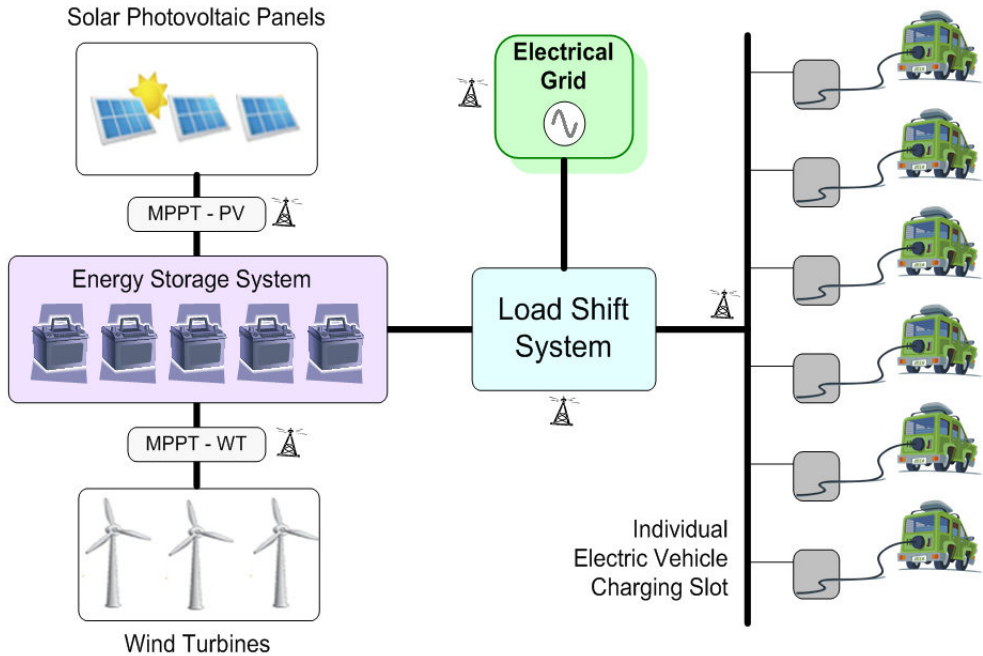 Solar Photovoltaic Panels
MPPT - PV
Energy Storage System
MPPT - WT
Wind Turbines
Electrical
Grid
Load Shift
System
Individual
Electric Vehicle
Charging Slot